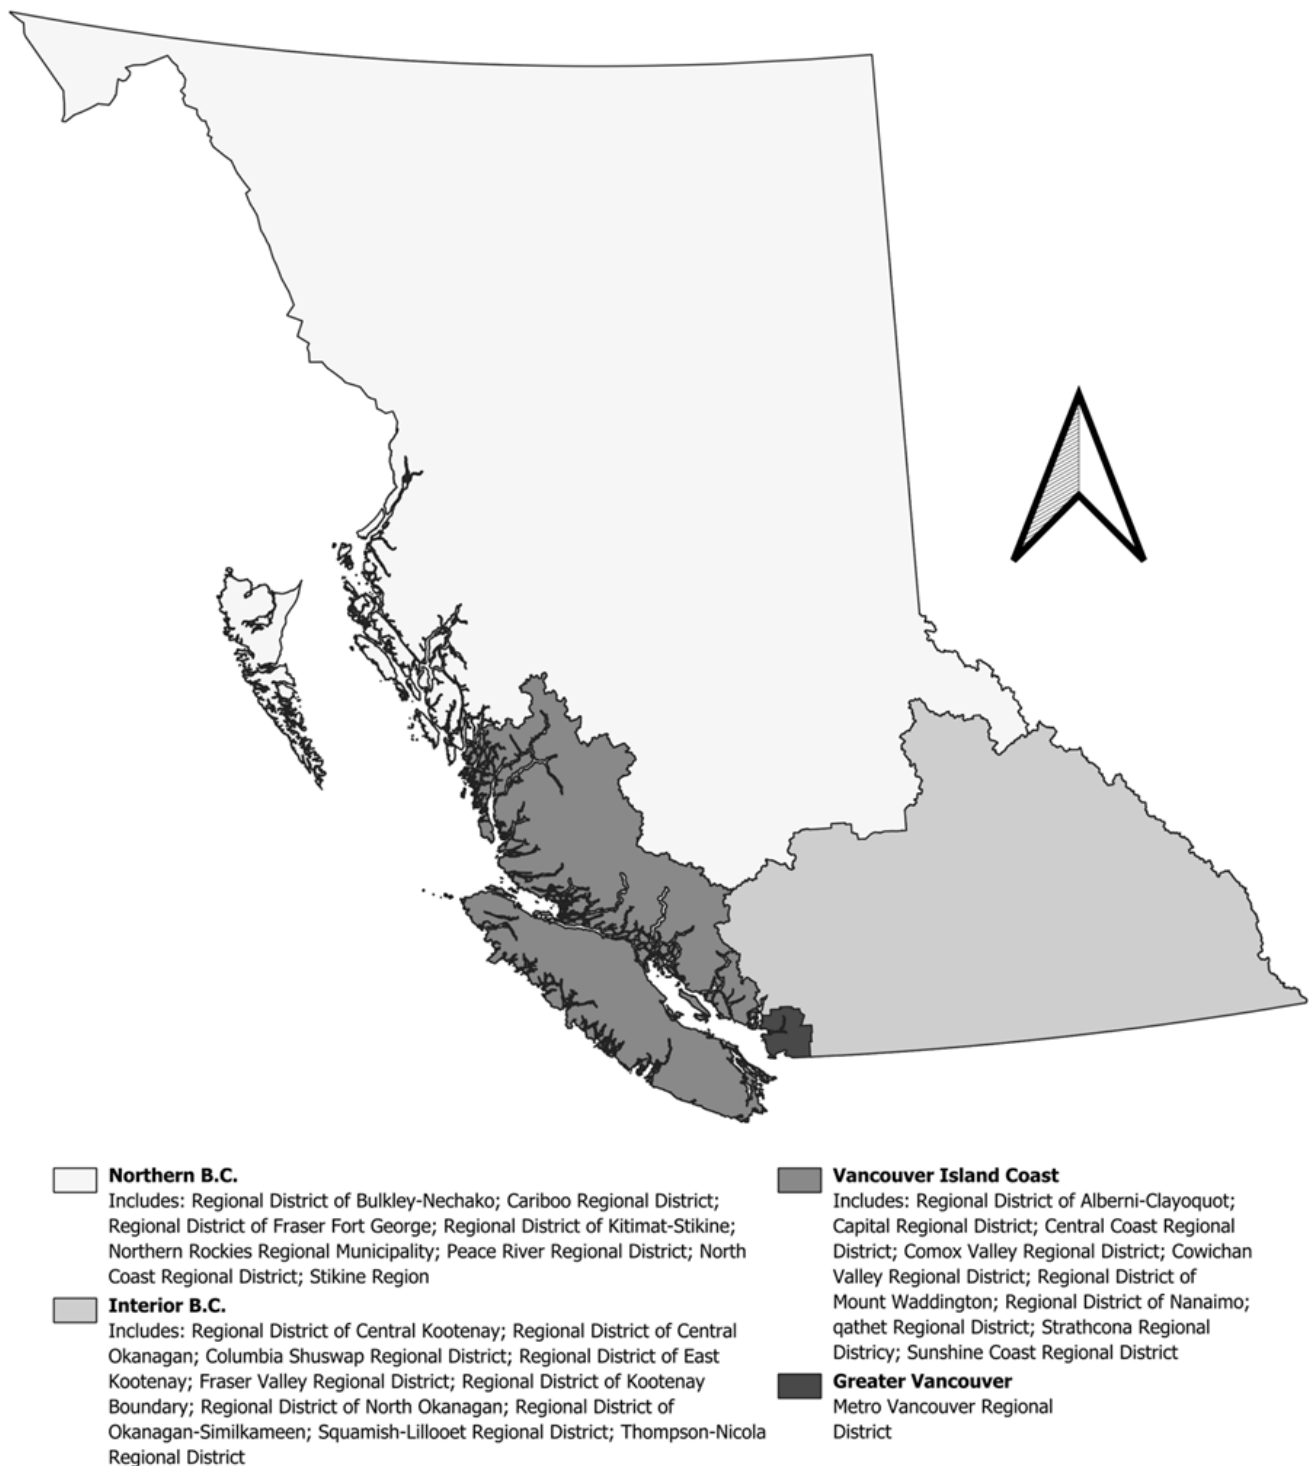 Northern B.C.
Includes: Regional District of Bulkley-Nechako; Cariboo Regional District;
Regional District of Fraser Fort George; Regional District of Kitimat-Stikine;
Northern Rockies Regional Municipality; Peace River Regional District; North
Coast Regional District; Stikine Region
Interior B.C.
Includes: Regional District of Central Kootenay; Regional District of Central
Okanagan; Columbia Shuswap Regional District; Regional District of East
Kootenay; Fraser Valley Regional District; Regional District of Kootenay
Boundary; Regional District of North Okanagan; Regional District of
Okanagan-Similkameen; Squamish-Lillooet Regional District; Thompson-Nicola
Regional District
Vancouver Island Coast
Includes: Regional District of Alberni-Clayoquot;
Capital Regional District; Central Coast Regional
District; Comox Valley Regional District; Cowichan
Valley Regional District; Regional District of
Mount Waddington; Regional District of Nanaimo;
qathet Regional District; Strathcona Regional
Districy; Sunshine Coast Regional District
Greater Vancouver
Metro Vancouver Regional
District